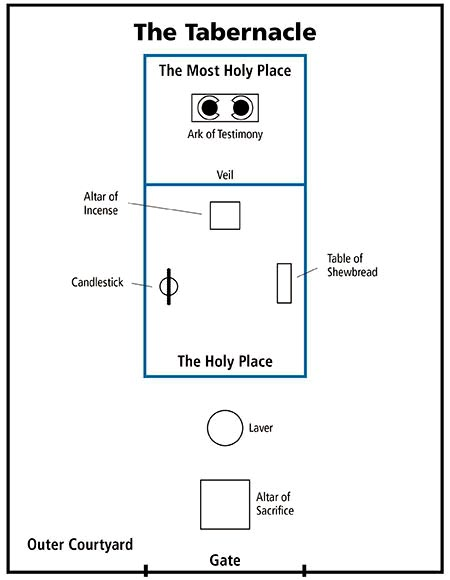 The Tabernacle
The Most Holy Place
Ark of Testimony
Veil
Altar of
Incense
Candlestick
Table of
Shewbread
The Holy Place
Laver
Altar of
Sacrifice
Outer Courtyard
Gate